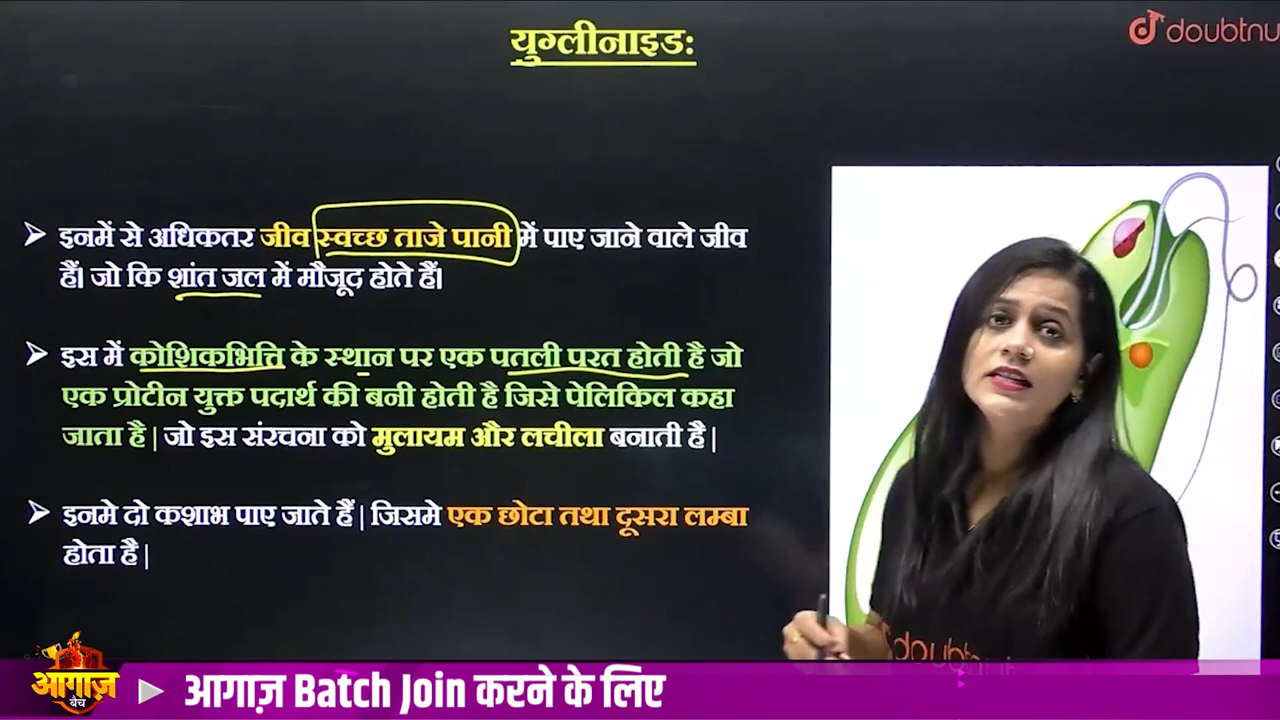 युग्लीनाइड:
doubtnu
इनमें से अधिकतर जीव स्वच्छ ताजे पानी में पाए जाने वाले जीव
हैं। जो कि शांत जल में मौजूद होते हैं।
इस में कोशिकभित्ति के स्थान पर एक पतली परत होती है जो
एक प्रोटीन युक्त पदार्थ की बनी होती है जिसे पेलिकिल कहा
जाता है | जो इस संरचना को मुलायम और लचीला बनाती है |
इनमे दो कशाभ पाए जाते हैं | जिसमे एक छोटा तथा दूसरा लम्बा
होता है |
doubtnut
आगाज़
बैच
आगाज़ Batch Join करने के लिए